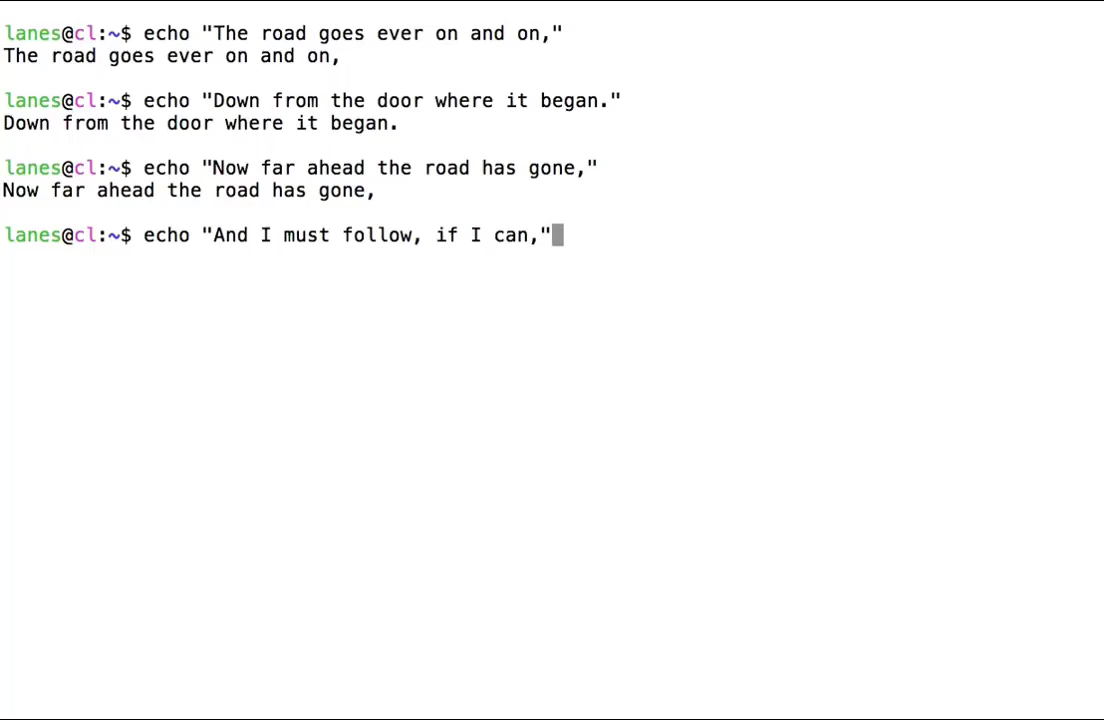 lanes@cl:~$ echo "The road goes ever on and on,"
The road goes ever on and on,
lanes@cl:~$ echo "Down from the door where it began."
Down from the door where it began.
lanes@cl:~$ echo "Now far ahead the road has gone,"
Now far ahead the road has gone,
lanes@cl:~$ echo "And I must follow, if I can,"